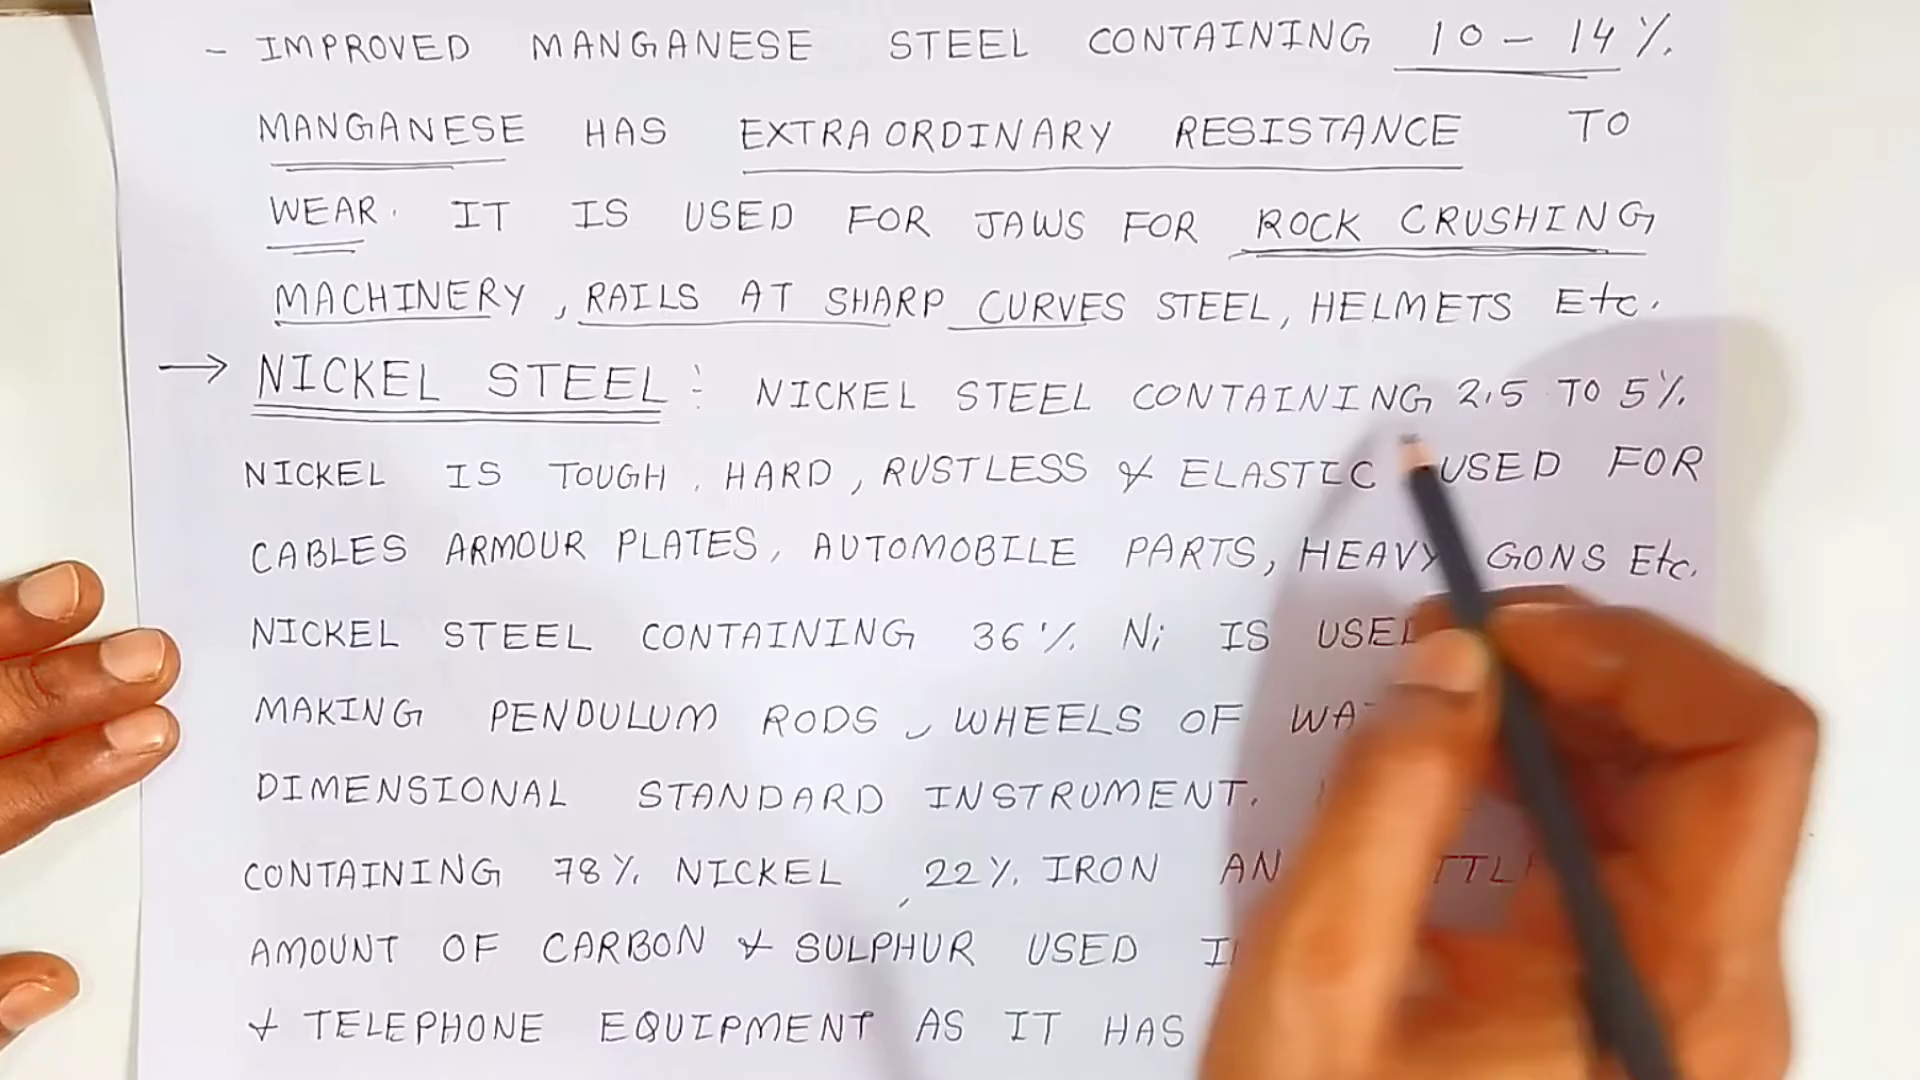 - IMPROVED MANGANESE STEEL CONTAINING 10 - 14 %.
MANGANESE HAS EXTRA ORDINARY RESISTANCE TO
WEAR. IT IS USED FOR JAWS FOR ROCK CRUSHING
MACHINERY, RAILS AT SHARP CURVES STEEL, HELMETS Etc.
→ NICKEL STEEL : NICKEL STEEL CONTAINING 2.5 TO 5%.
NICKEL IS TOUGH, HARD, RUSTLESS & ELASTIC USED FOR
CABLES ARMOUR PLATES, AUTOMOBILE PARTS, HEAVY GONS Etc.
NICKEL STEEL CONTAINING 36 %. Ni IS
MAKING PENDULUM RODS, WHEELS OF
DIMENSIONAL STANDARD INSTRUMENT.
CONTAINING 78%. NICKEL, 22%. IRON
AMOUNT OF CARBON & SULPHUR USED
& TELEPHONE EQUIPMENT AS IT HAS